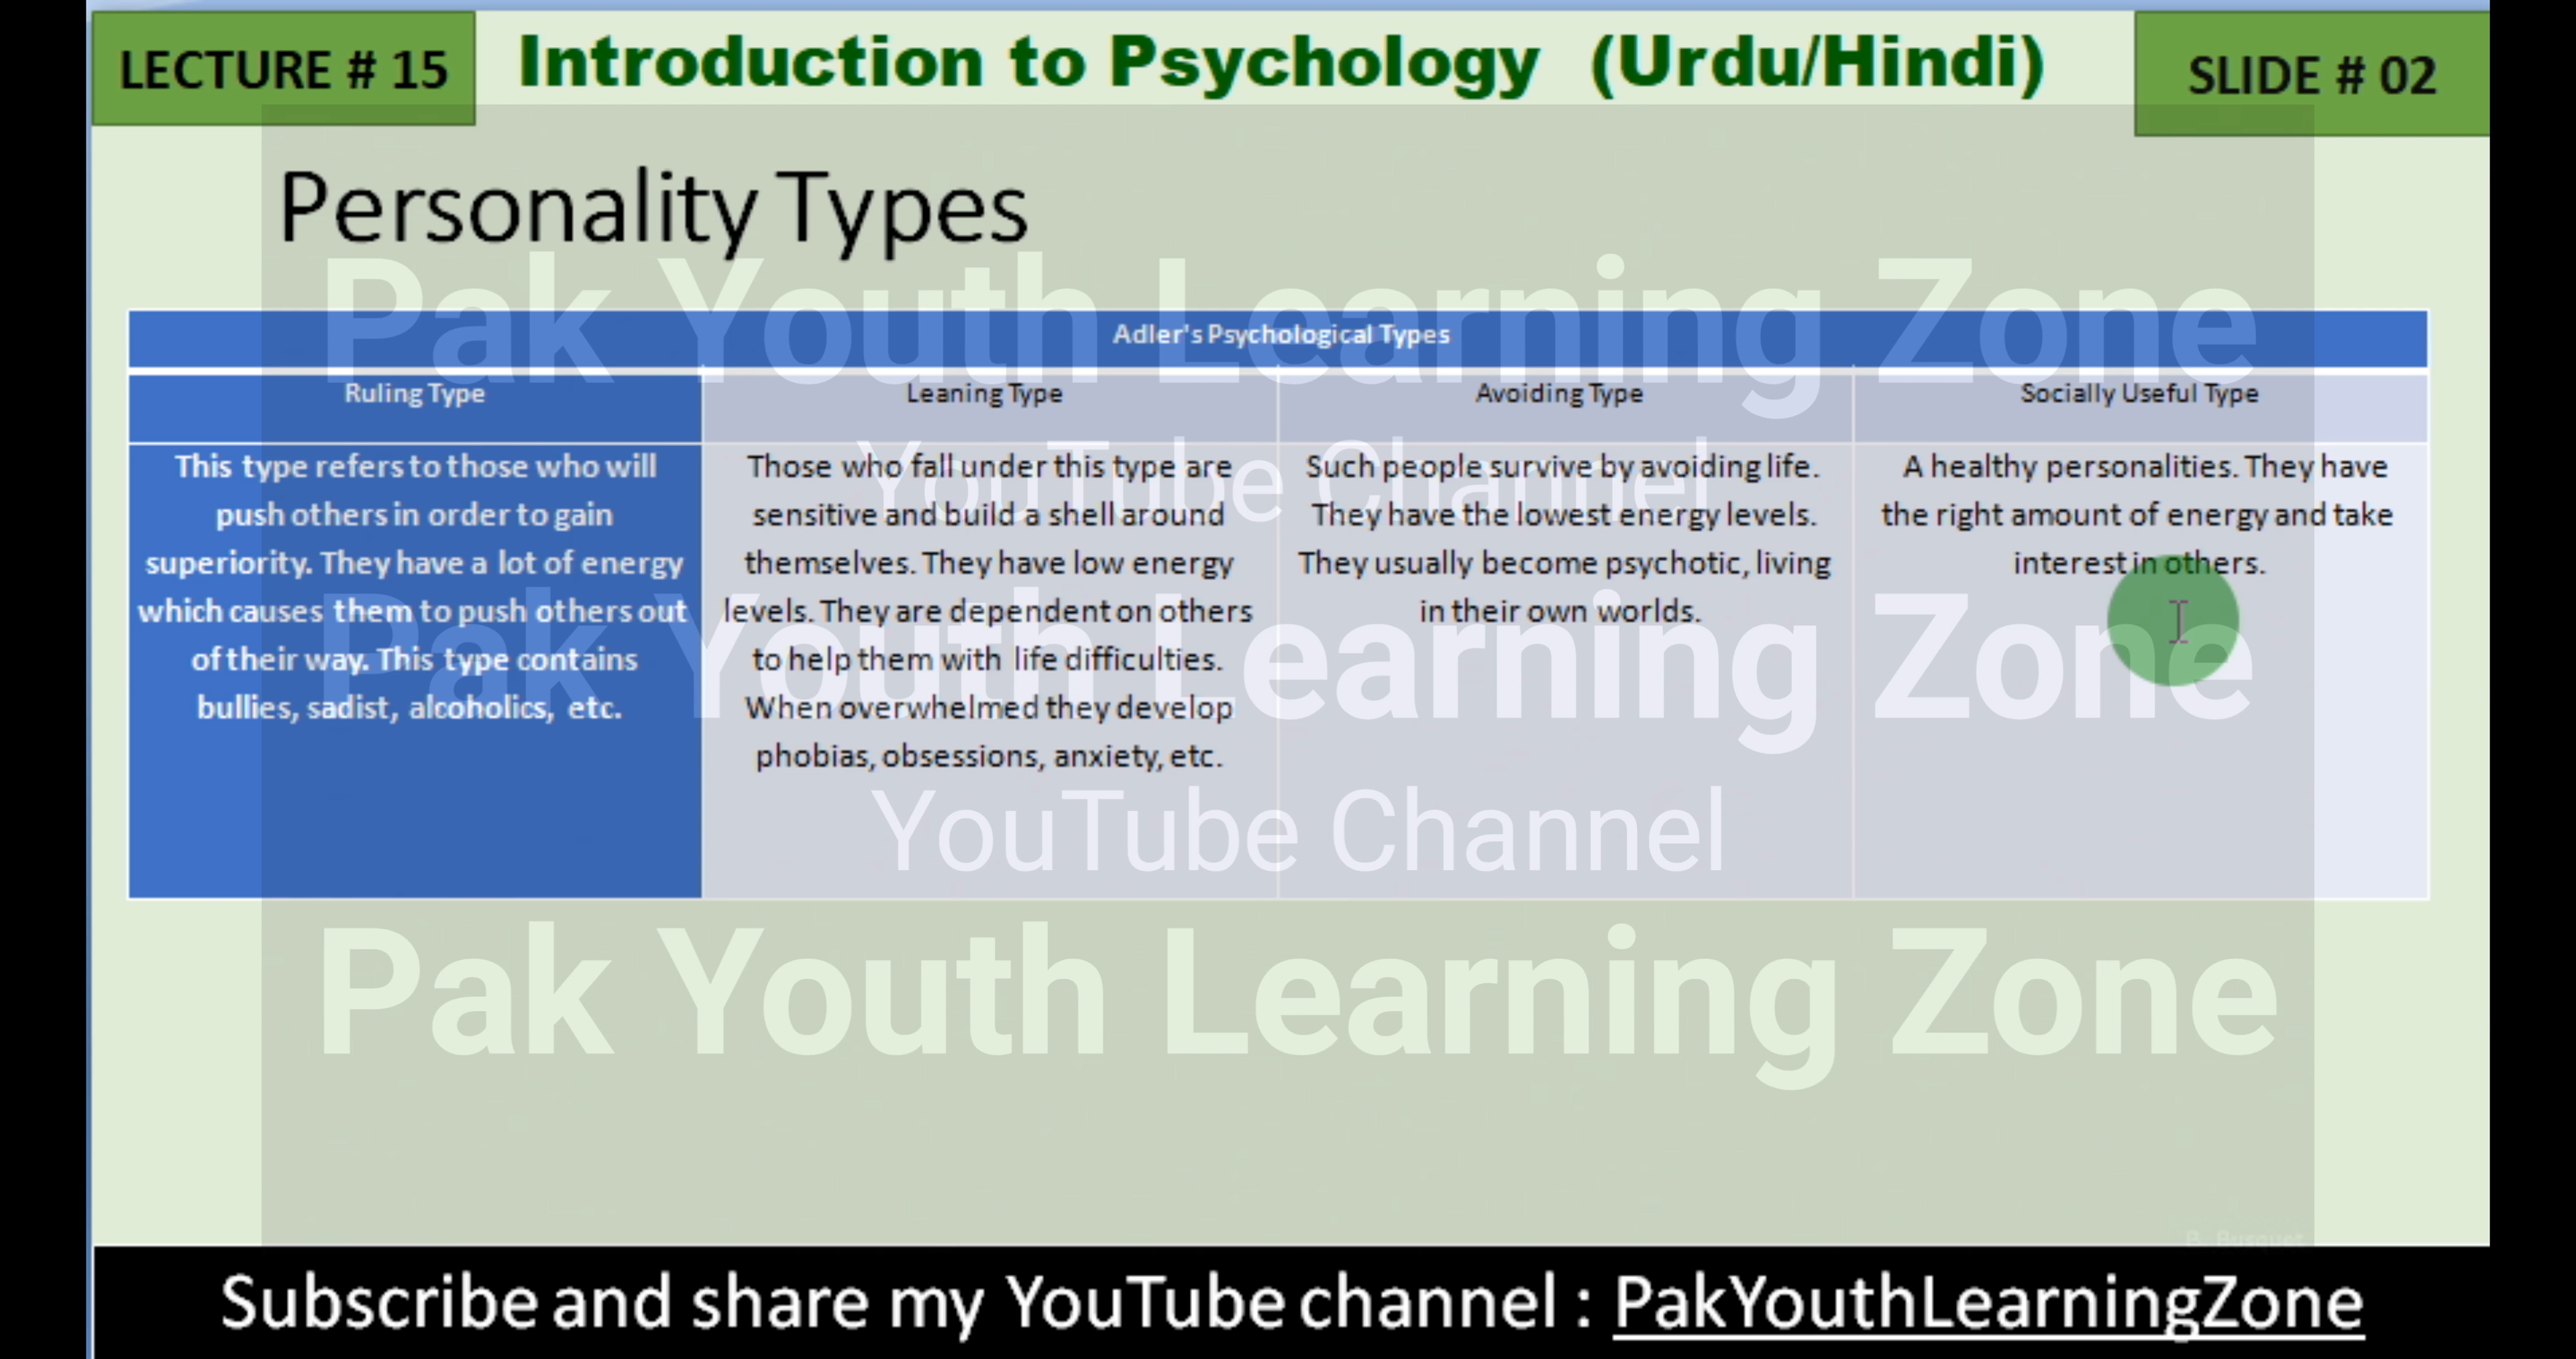 LECTURE # 15
Introduction to Psychology (Urdu/Hindi)
SLIDE # 02
Personality Types
Pak Youth Learning Zone
Adler's Psychological Types
Ruling Type
Leaning Type
Avoiding Type
Socially Useful Type
This type refers to those who will
push others in order to gain
superiority. They have a lot of energy
which causes them to push others out
of their way. This type contains
bullies, sadist, alcoholics, etc.
Those who fall under this type are
sensitive and build a shell around
themselves. They have low energy
levels. They are dependent on others
to help them with life difficulties.
When overwhelmed they develop
phobias, obsessions, anxiety, etc.
Such people survive by avoiding life.
They have the lowest energy levels.
They usually become psychotic, living
in their own worlds.
A healthy personalities. They have
the right amount of energy and take
interest in others.
YouTube Channel
Pak Youth Learning Zone
YouTube Channel
Pak Youth Learning Zone
B. Busquet
Subscribe and share my YouTube channel : PakYouthLearningZone